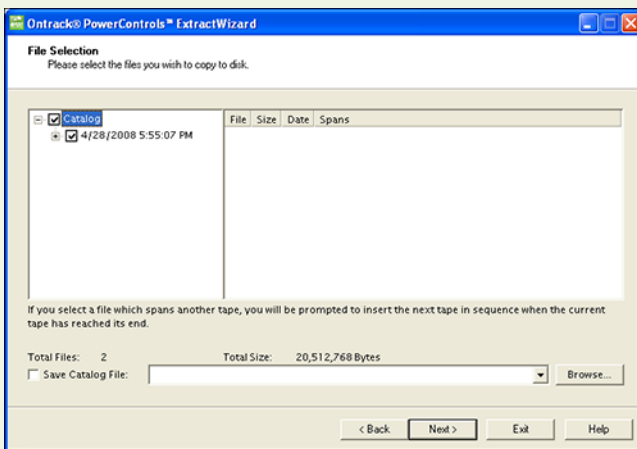 Ontrack® PowerControls™ ExtractWizard
File Selection
Please select the files you wish to copy to disk.
Catalog
4/28/2008 5:55:07 PM
File Size Date Spans
If you select a file which spans another tape, you will be prompted to insert the next tape in sequence when the current
tape has reached its end.
Total Files: 2 Total Size: 20,512,768 Bytes
Save Catalog File: Browse...
< Back Next > Exit Help